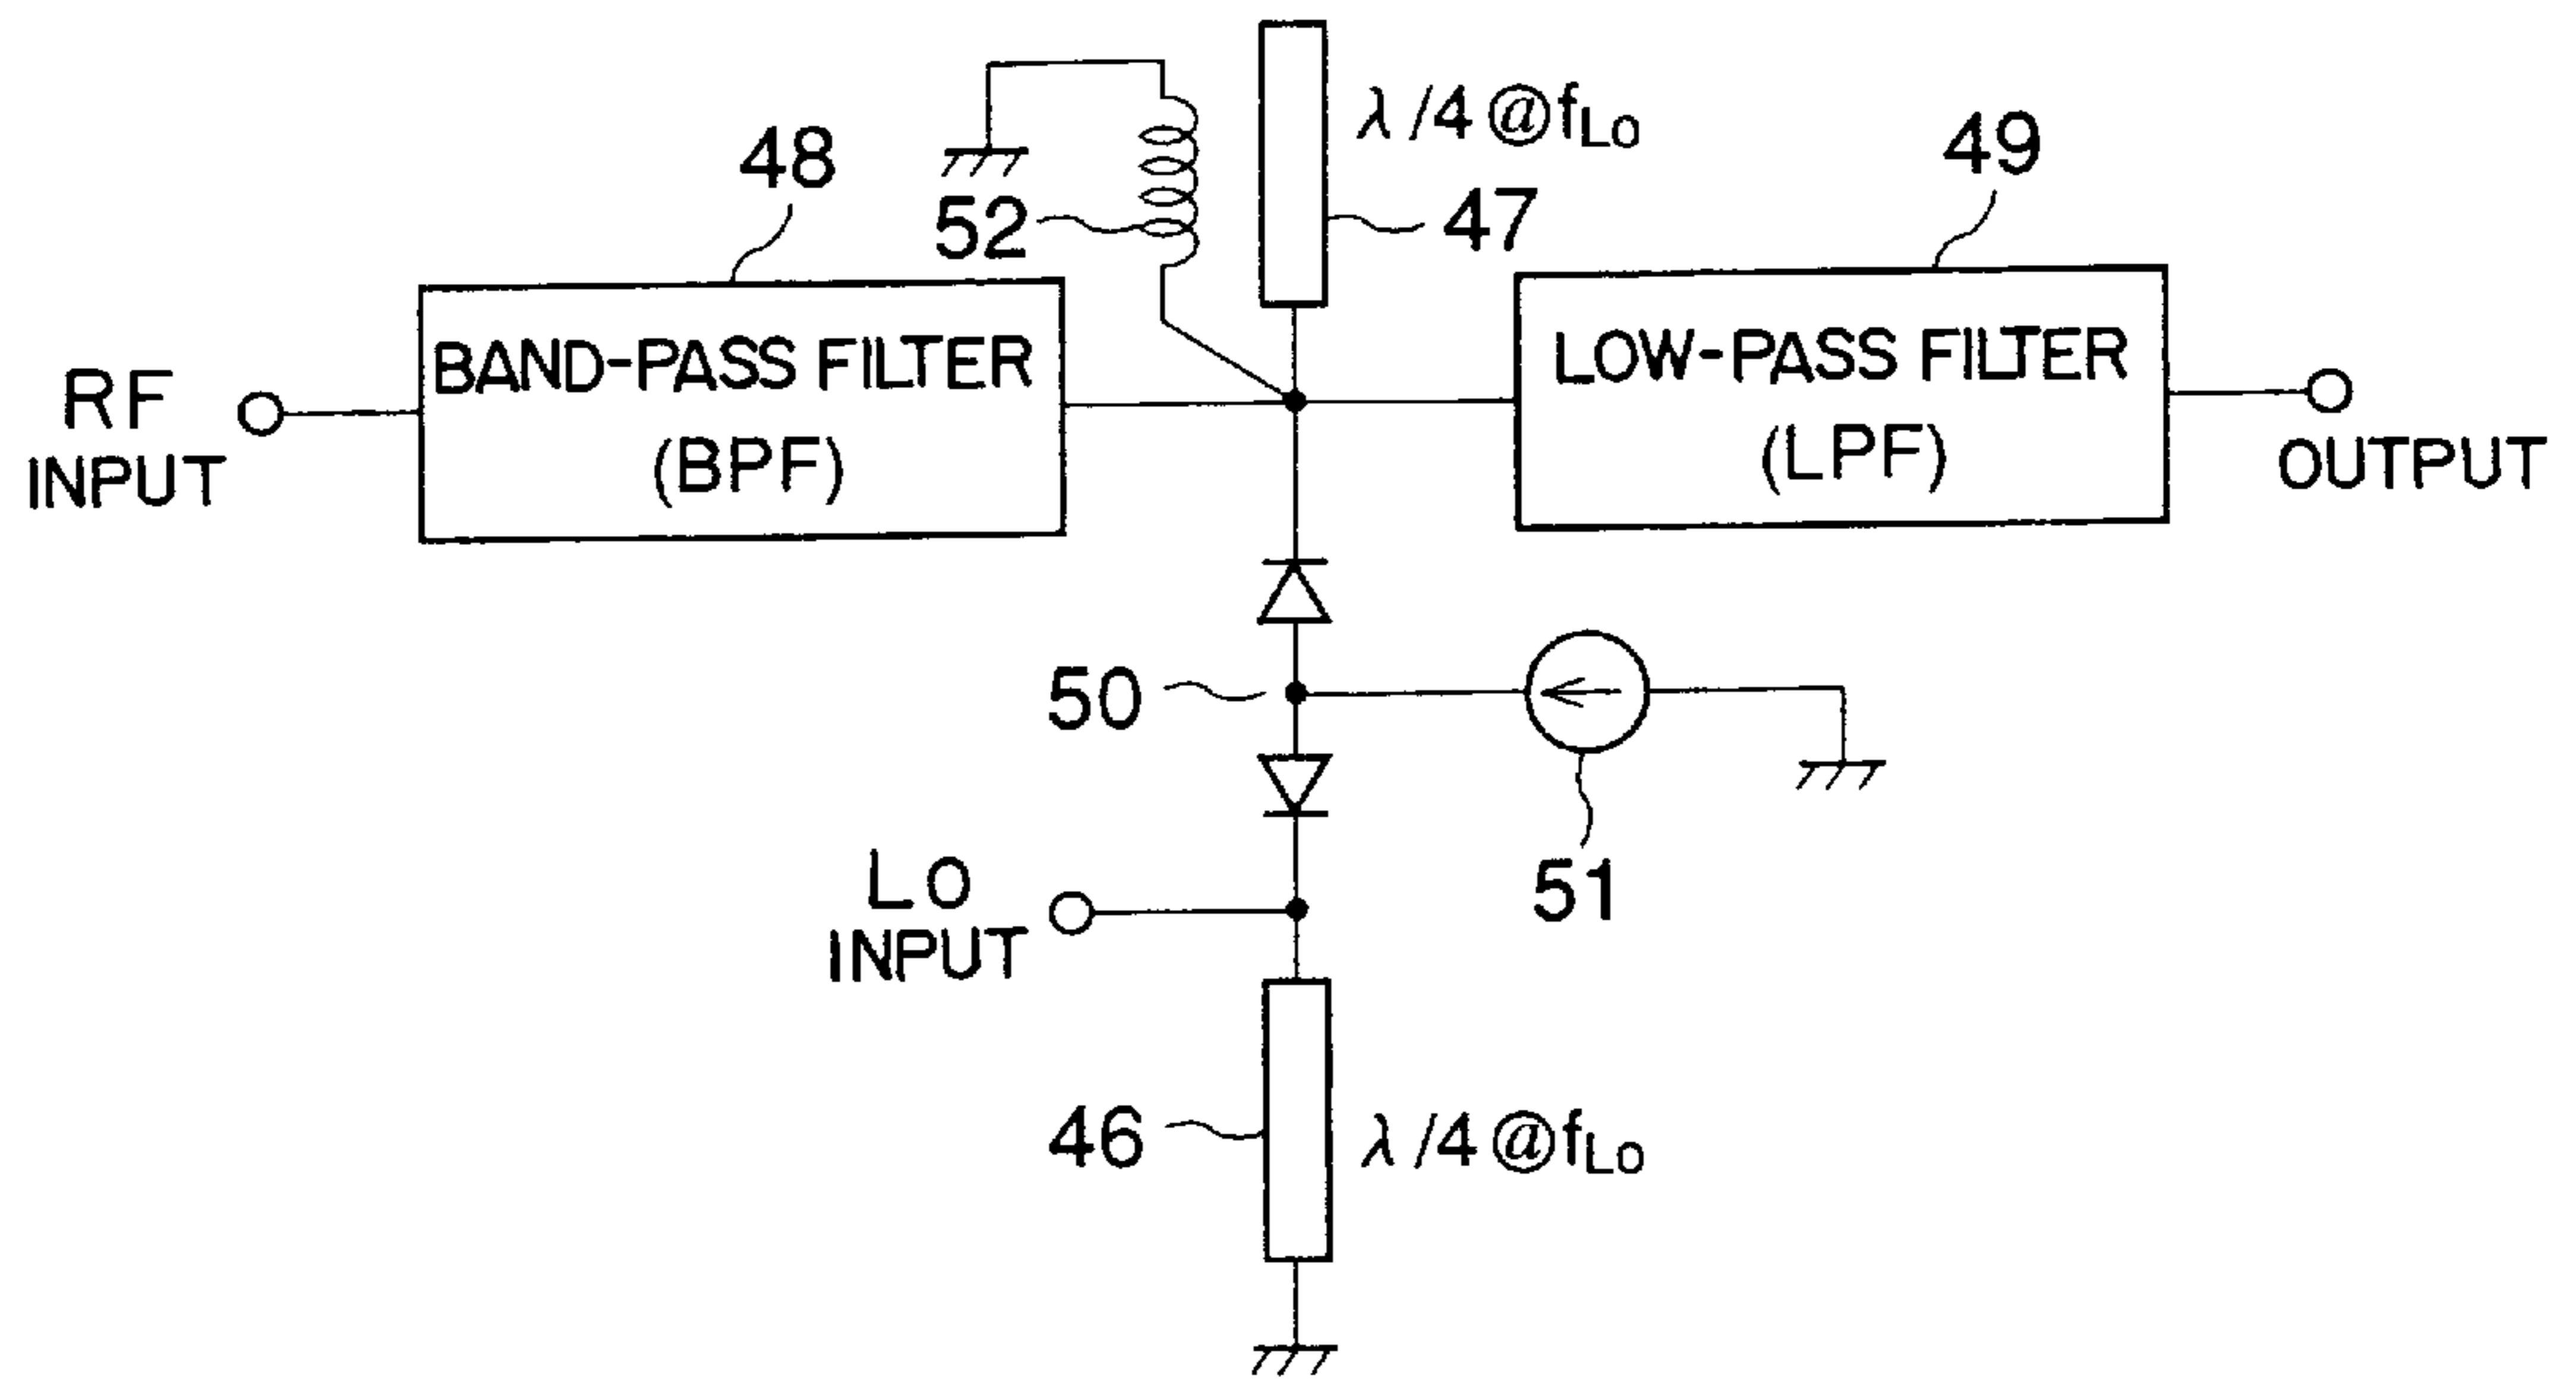 48
52
λ/4@fLo
47
49
RF
INPUT
BAND-PASS FILTER
(BPF)
LOW-PASS FILTER
(LPF)
OUTPUT
50
51
LO
INPUT
46
λ/4@fLo